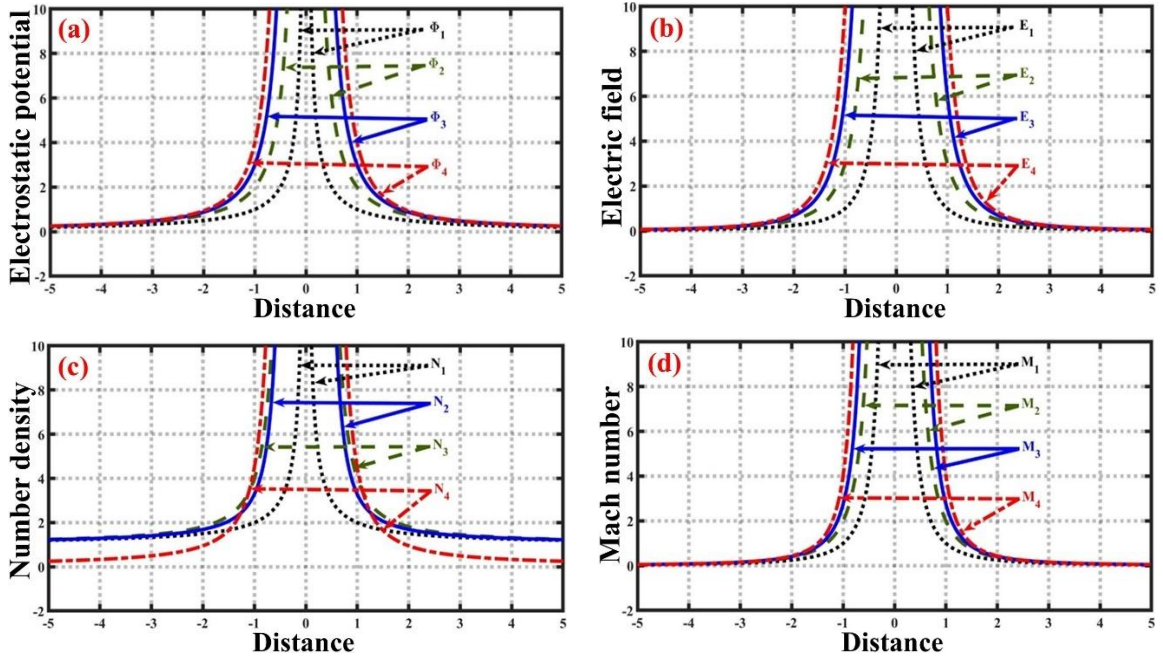 (a)
Electrostatic potential
10
8
6
4
2
0
-2
-5 -4 -3 -2 -1 0 1 2 3 4 5
Distance
Φ1
Φ2
Φ3
Φ4
(b)
Electric field
10
8
6
4
2
0
-2
-5 -4 -3 -2 -1 0 1 2 3 4 5
Distance
E1
E2
E3
E4
(c)
Number density
10
8
6
4
2
0
-2
-5 -4 -3 -2 -1 0 1 2 3 4 5
Distance
N1
N2
N3
N4
(d)
Mach number
10
8
6
4
2
0
-2
-5 -4 -3 -2 -1 0 1 2 3 4 5
Distance
M1
M2
M3
M4